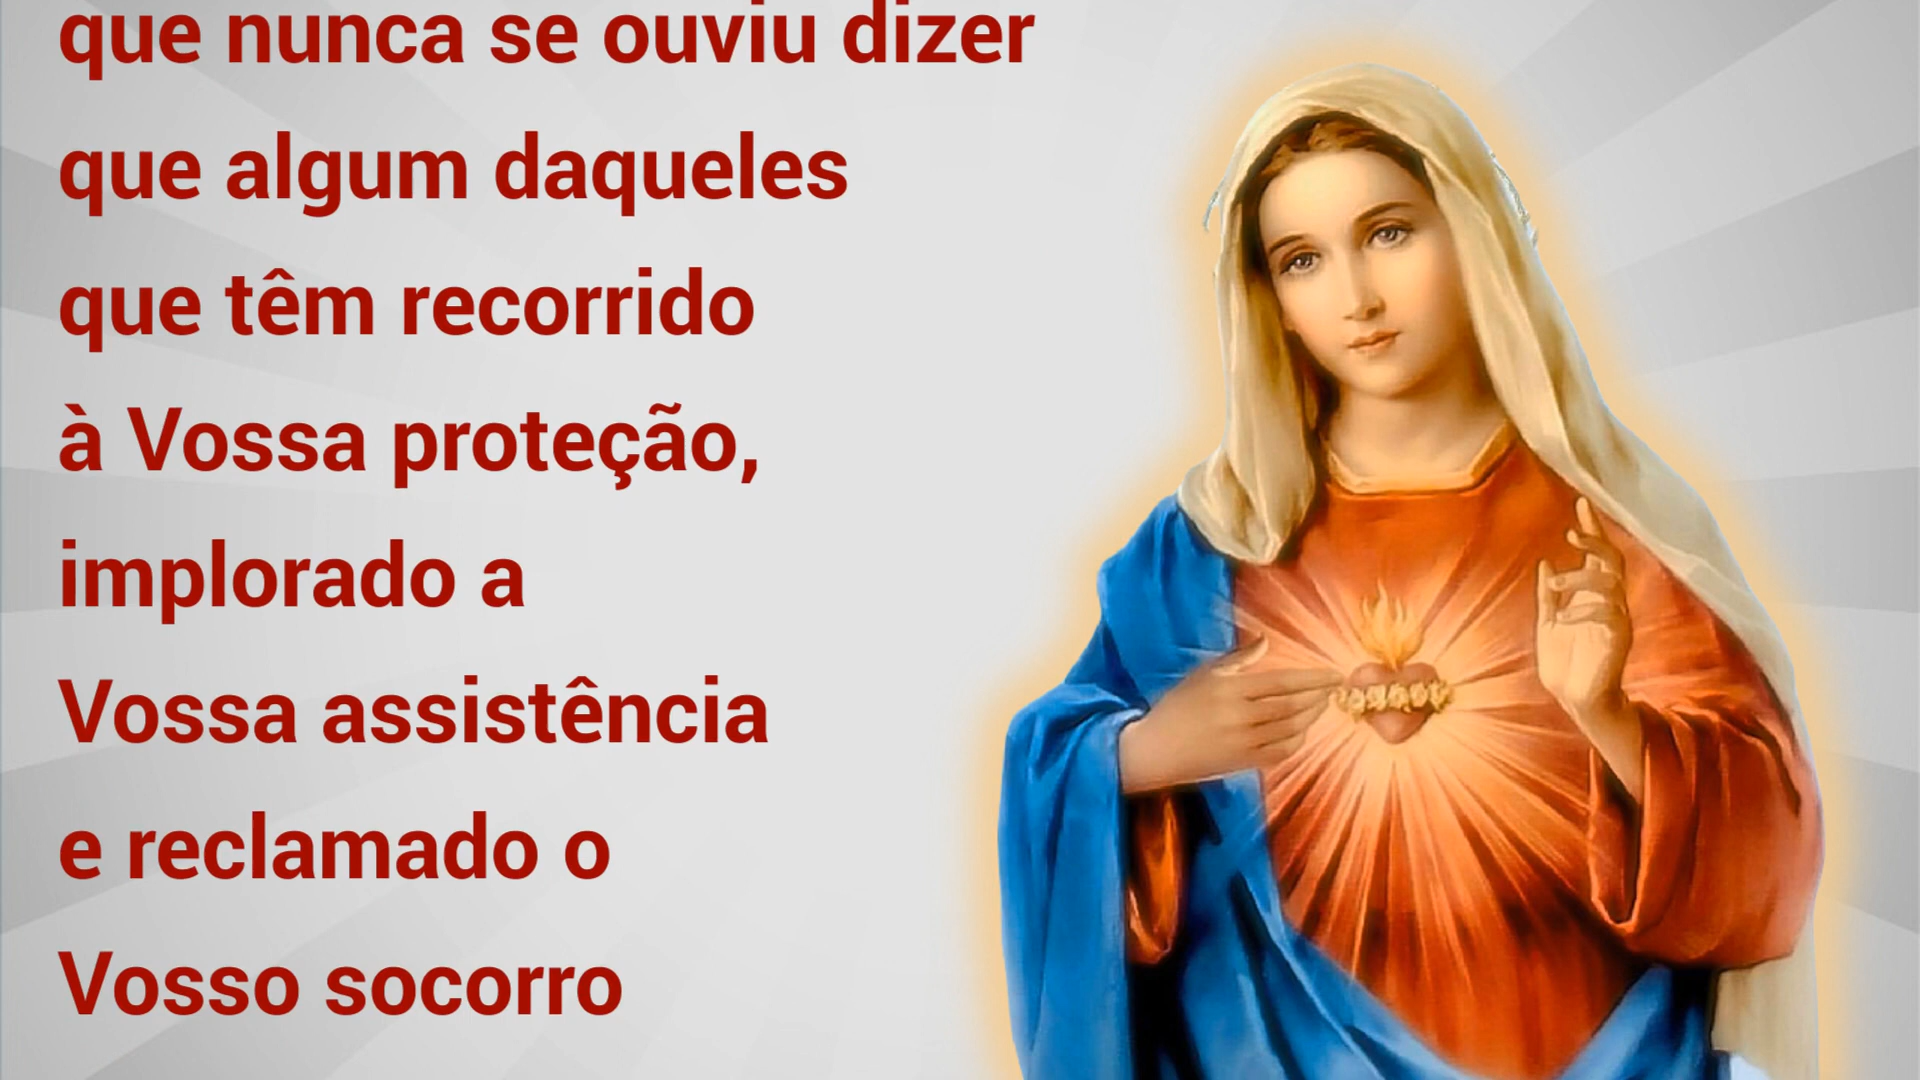 que nunca se ouviu dizer
que algum daqueles
que têm recorrido
à Vossa proteção,
implorado a
Vossa assistência
e reclamado o
Vosso socorro